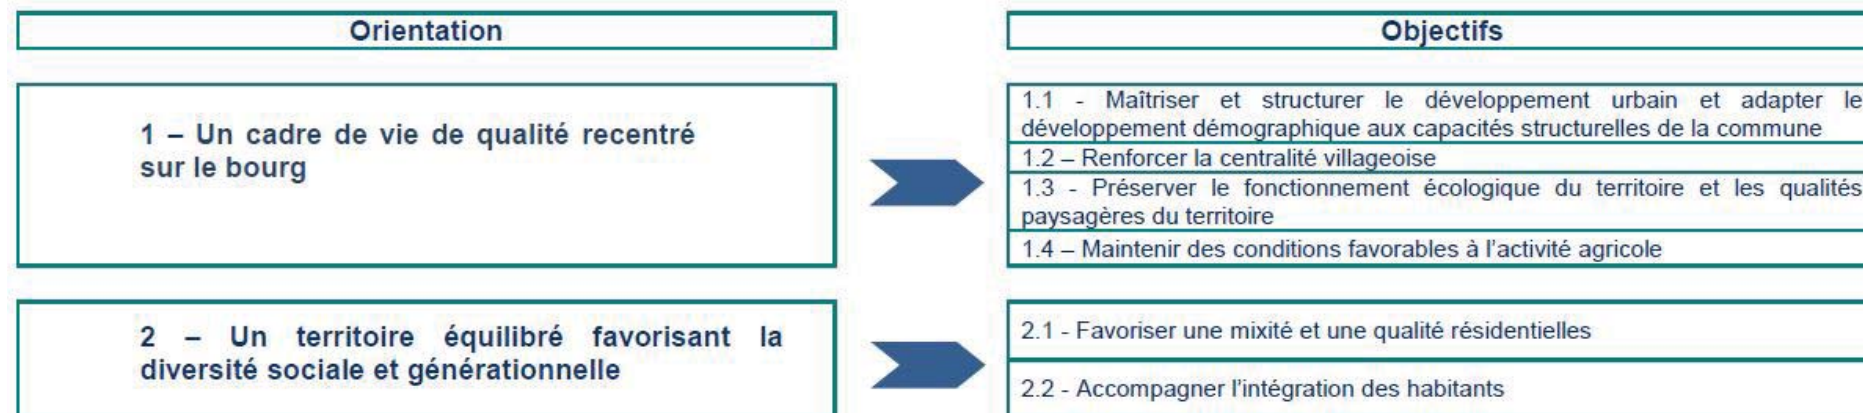 Orientation
Objectifs
1 – Un cadre de vie de qualité recentré
sur le bourg
1.1 - Maîtriser et structurer le développement urbain et adapter le
développement démographique aux capacités structurelles de la commune
1.2 – Renforcer la centralité villageoise
1.3 - Préserver le fonctionnement écologique du territoire et les qualités
paysagères du territoire
1.4 – Maintenir des conditions favorables à l'activité agricole
2 – Un territoire équilibré favorisant la
diversité sociale et générationnelle
2.1 - Favoriser une mixité et une qualité résidentielles
2.2 - Accompagner l'intégration des habitants